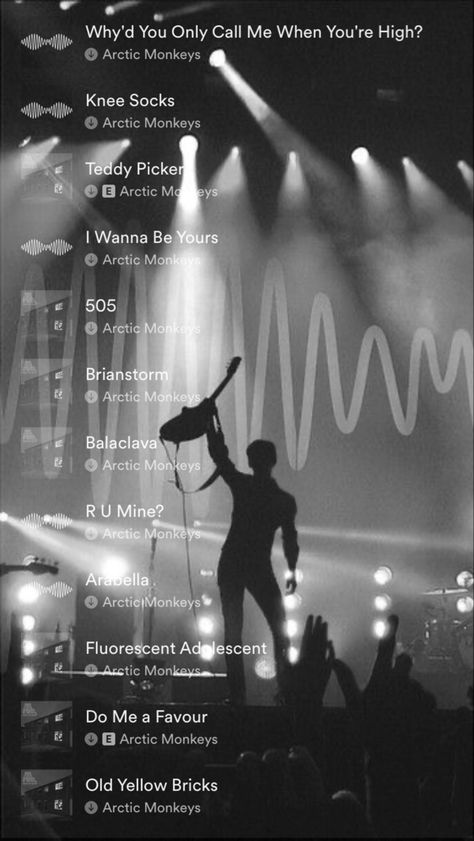 Why'd You Only Call Me When You're High?
Arctic Monkeys
Knee Socks
Arctic Monkeys
Teddy Picker
E Arctic Monkeys
I Wanna Be Yours
Arctic Monkeys
505
Arctic Monkeys
Brianstorm
Arctic Monkeys
Balaclava
Arctic Monkeys
R U Mine?
Arctic Monkeys
Arabella
Arctic Monkeys
Fluorescent Adolescent
Arctic Monkeys
Do Me a Favour
E Arctic Monkeys
Old Yellow Bricks
Arctic Monkeys